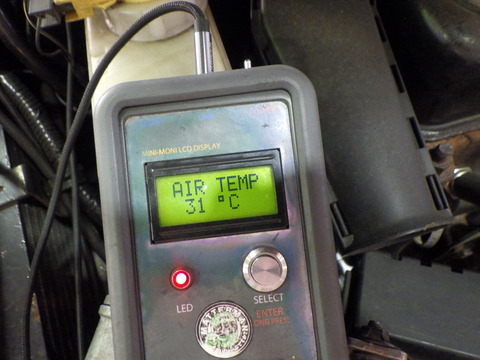 MINI-MONI LCD DISPLAY
AIR TEMP
31 °C
LED
SELECT
ENTER